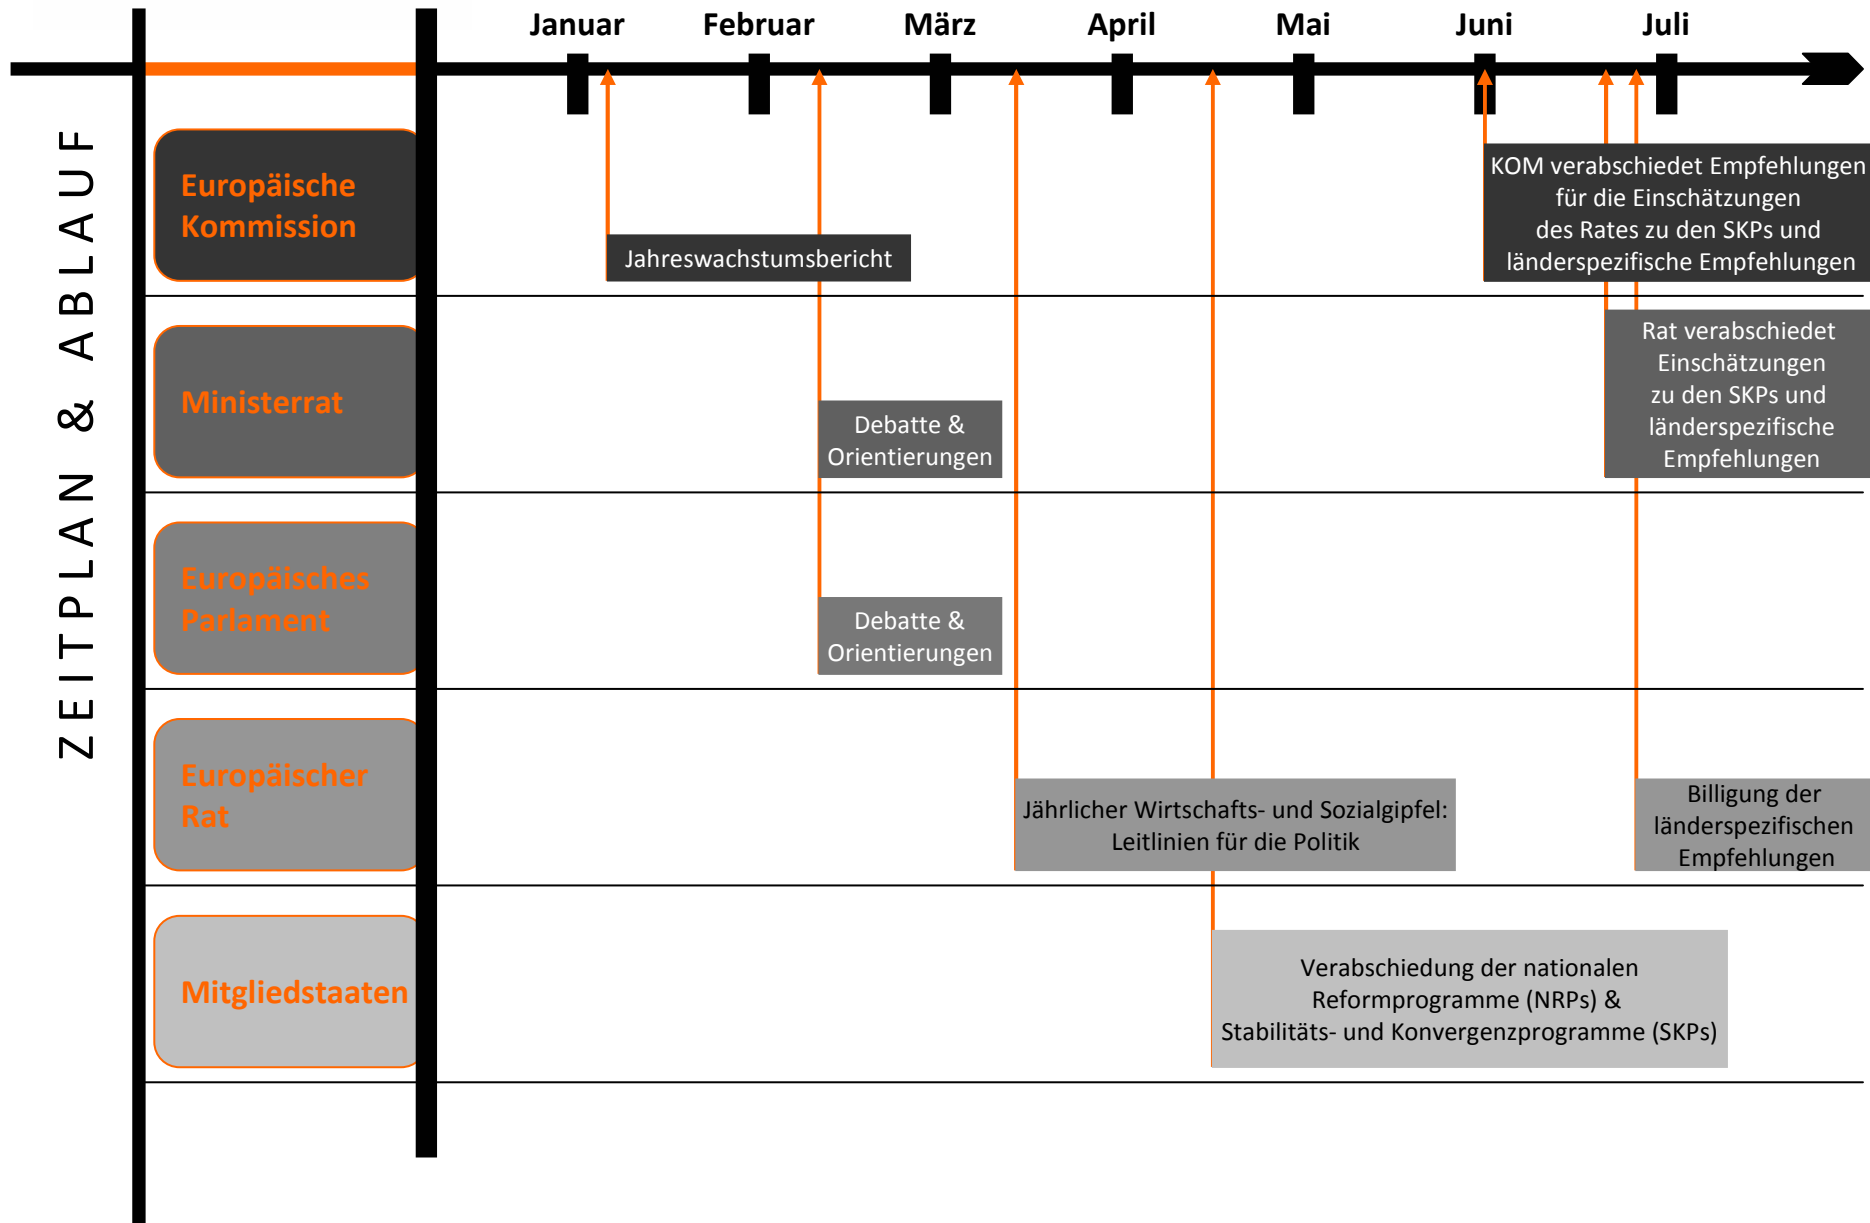 Januar
Februar
März
April
Mai
Juni
Juli
ZEITPLAN & ABLAUF
Europäische
Kommission
Jahreswachstumsbericht
KOM verabschiedet Empfehlungen
für die Einschätzungen
des Rates zu den SKPs und
länderspezifische Empfehlungen
Ministerrat
Debatte &
Orientierungen
Rat verabschiedet
Einschätzungen
zu den SKPs und
länderspezifische
Empfehlungen
Europäisches
Parlament
Debatte &
Orientierungen
Europäischer
Rat
Jährlicher Wirtschafts- und Sozialgipfel:
Leitlinien für die Politik
Billigung der
länderspezifischen
Empfehlungen
Mitgliedstaaten
Verabschiedung der nationalen
Reformprogramme (NRPs) &
Stabilitäts- und Konvergenzprogramme (SKPs)